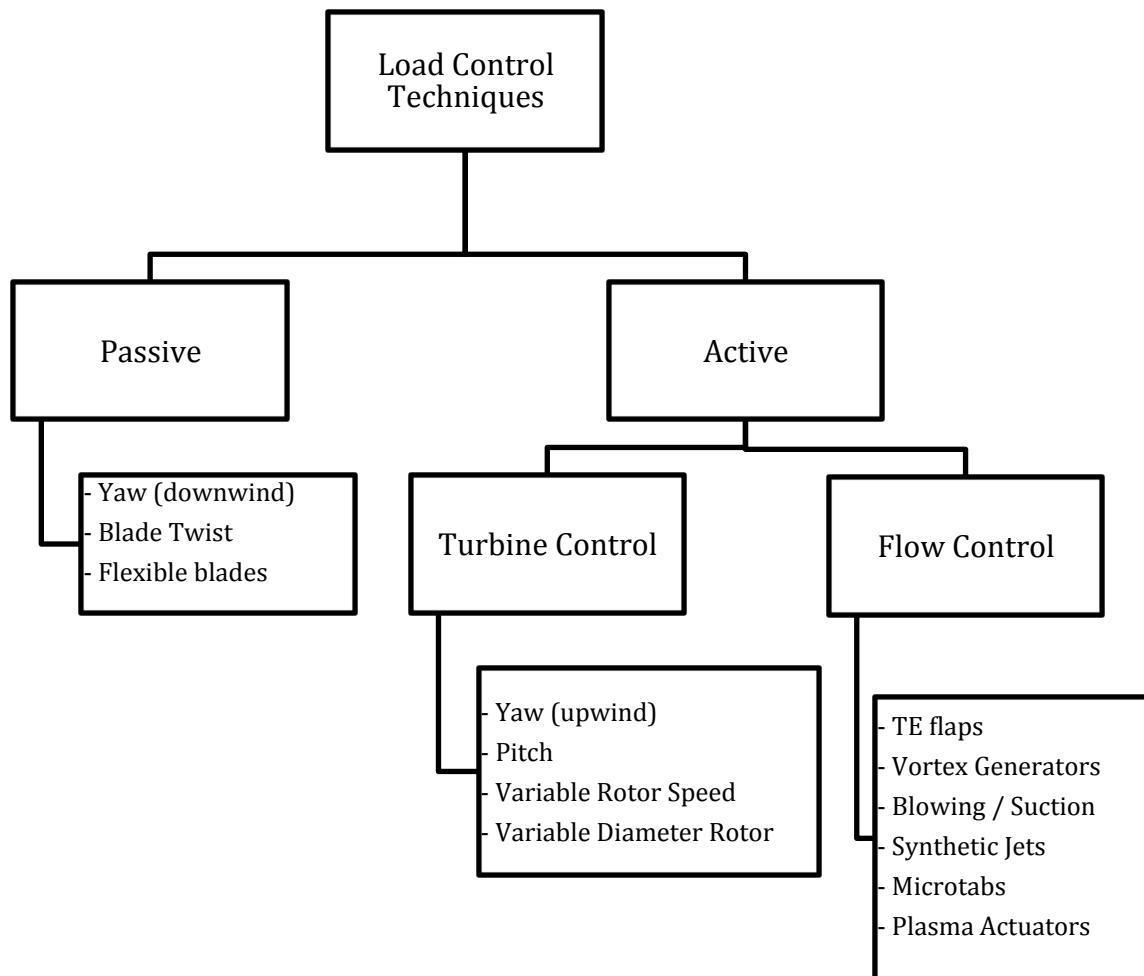 Load Control
Techniques
Passive
Active
- Yaw (downwind)
- Blade Twist
- Flexible blades
Turbine Control
Flow Control
- Yaw (upwind)
- Pitch
- Variable Rotor Speed
- Variable Diameter Rotor
- TE flaps
- Vortex Generators
- Blowing / Suction
- Synthetic Jets
- Microtabs
- Plasma Actuators